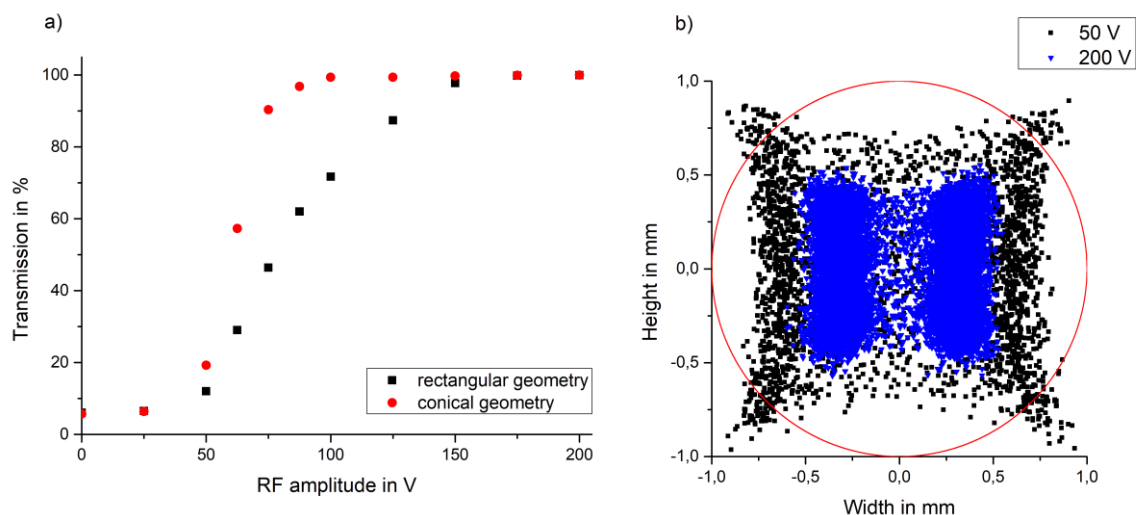 a)
Transmission in %
100
80
60
40
20
0
0 50 100 150 200
RF amplitude in V
rectangular geometry
conical geometry
b)
50 V
200 V
Height in mm
1,0
0,5
0,0
-0,5
-1,0
-1,0 -0,5 0,0 0,5 1,0
Width in mm